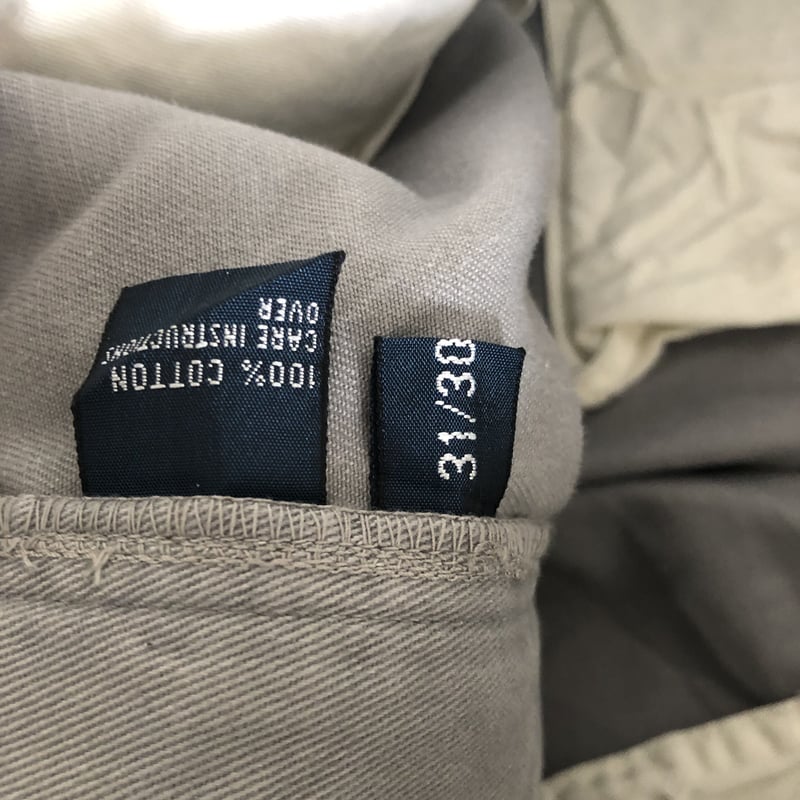 100% COTTON
CARE INSTRUCTIONS
OVER
31/30